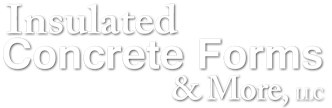 Insulated
Concrete Forms
& More, LLC